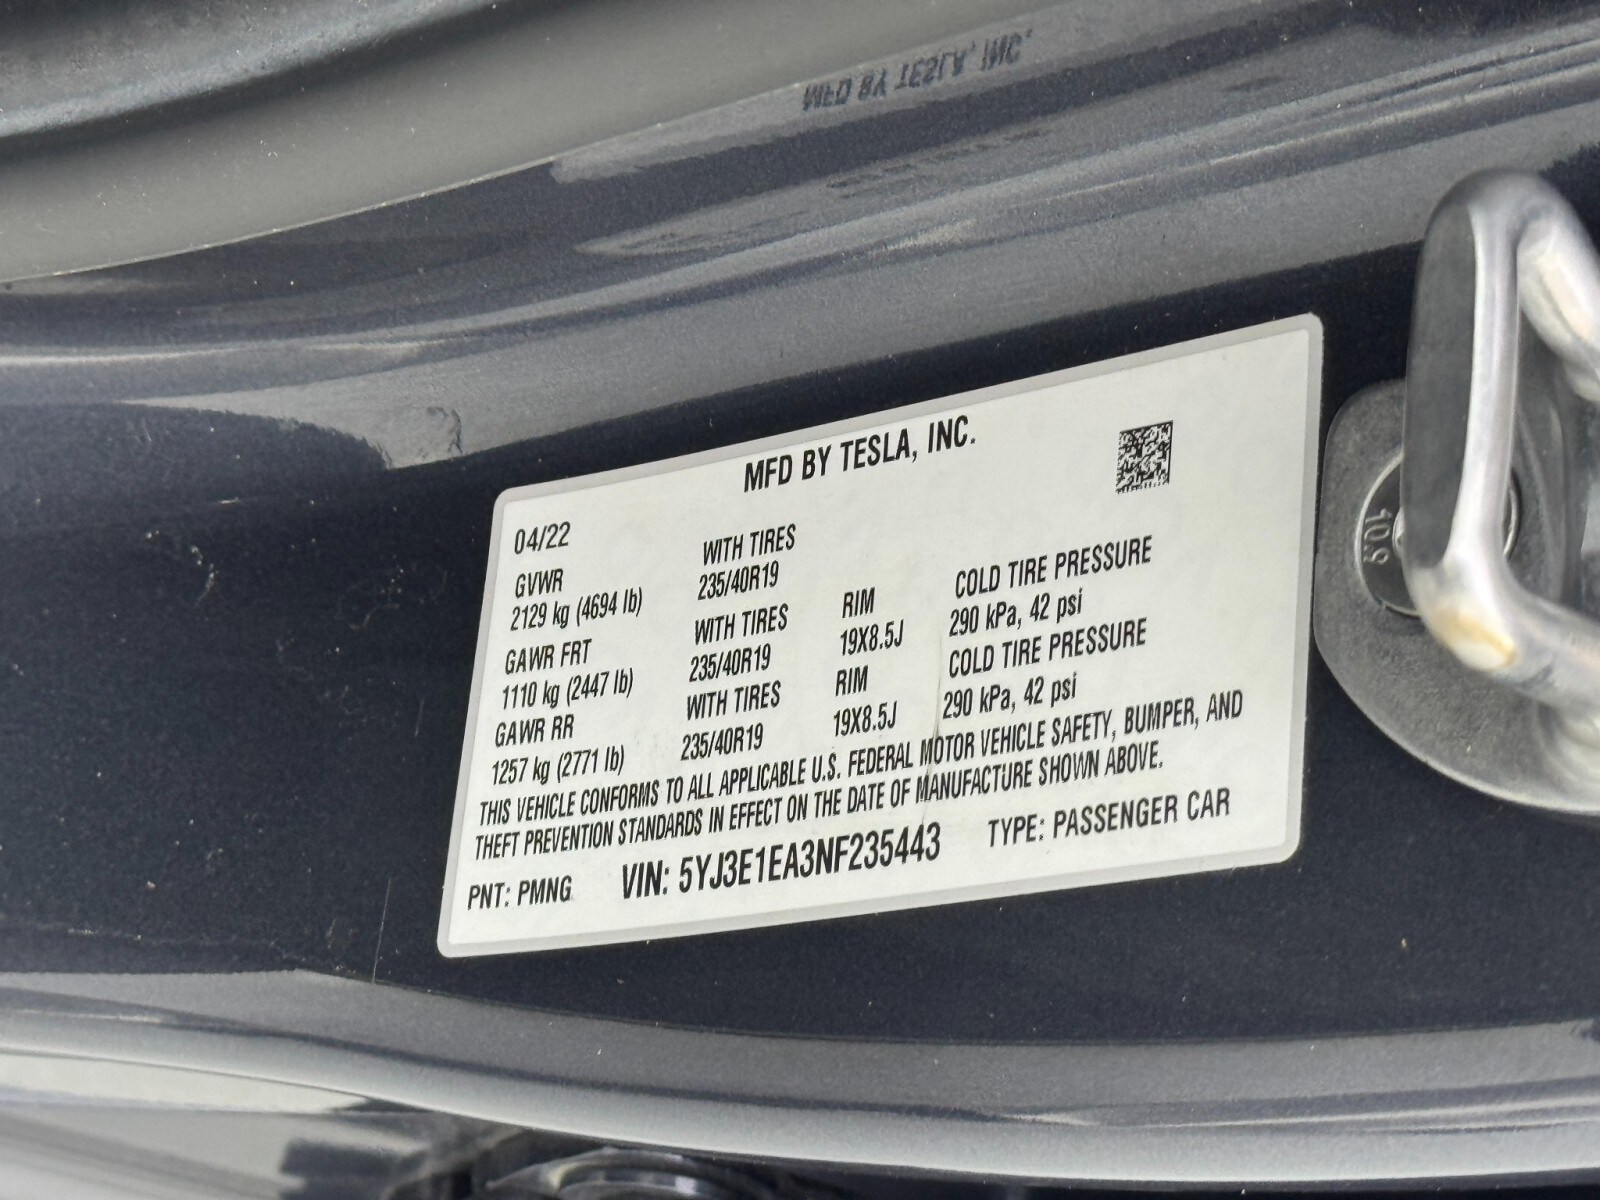 MFD BY TESLA, INC.
MFD BY TESLA, INC.
04/22
GVWR
2129 kg (4694 lb)
WITH TIRES
235/40R19
GAWR FRT
1110 kg (2447 lb)
WITH TIRES
235/40R19
RIM
19X8.5J
COLD TIRE PRESSURE
290 kPa, 42 psi
GAWR RR
1257 kg (2771 lb)
WITH TIRES
235/40R19
RIM
19X8.5J
COLD TIRE PRESSURE
290 kPa, 42 psi
THIS VEHICLE CONFORMS TO ALL APPLICABLE U.S. FEDERAL MOTOR VEHICLE SAFETY, BUMPER, AND
THEFT PREVENTION STANDARDS IN EFFECT ON THE DATE OF MANUFACTURE SHOWN ABOVE.
PNT: PMNG VIN: 5YJ3E1EA3NF235443 TYPE: PASSENGER CAR
10.9